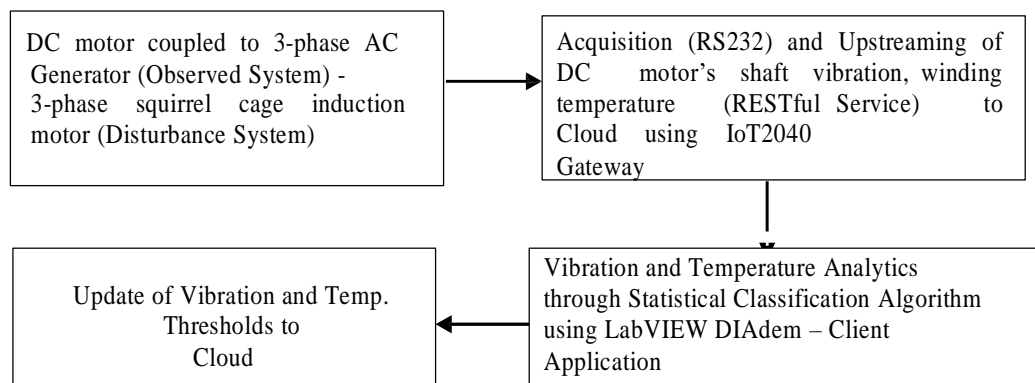 DC motor coupled to 3-phase AC
Generator (Observed System) -
3-phase squirrel cage induction
motor (Disturbance System)
Acquisition (RS232) and Upstreaming of
DC motor's shaft vibration, winding
temperature (RESTful Service) to
Cloud using IoT2040
Gateway
Vibration and Temperature Analytics
through Statistical Classification Algorithm
using LabVIEW DIAdem – Client
Application
Update of Vibration and Temp.
Thresholds to
Cloud